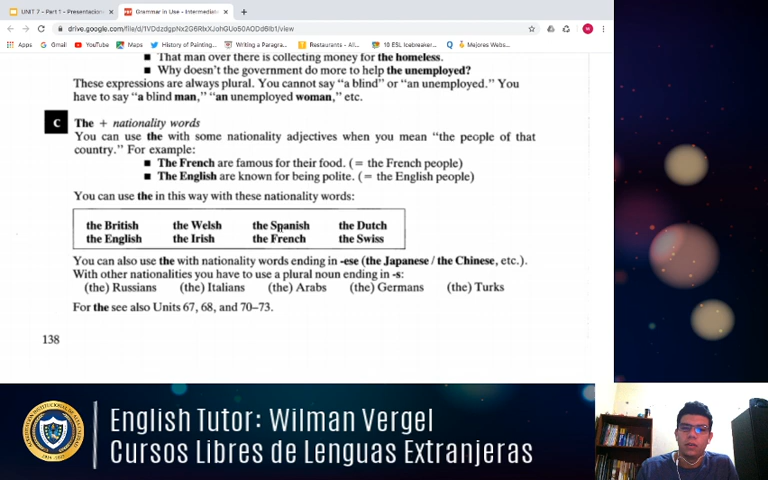 UNIT 7 - Part 1 - Presentacion
Grammar in Use - Intermediat
drive.google.com/file/d/1VDdzdgpNx2G6RlxXJohGUo50AODd6Ib1/view
Apps Gmail YouTube Maps History of Painting... Writing a Paragra... Restaurants - All... 10 ESL Icebreaker... Mejores Webs...
■ That man over there is collecting money for the homeless.
■ Why doesn't the government do more to help the unemployed?
These expressions are always plural. You cannot say "a blind" or "an unemployed." You
have to say "a blind man," "an unemployed woman," etc.
C The + nationality words
You can use the with some nationality adjectives when you mean "the people of that
country." For example:
■ The French are famous for their food. (= the French people)
■ The English are known for being polite. (= the English people)
You can use the in this way with these nationality words:
the British the Welsh the Spanish the Dutch
the English the Irish the French the Swiss
You can also use the with nationality words ending in -ese (the Japanese / the Chinese, etc.).
With other nationalities you have to use a plural noun ending in -s:
(the) Russians (the) Italians (the) Arabs (the) Germans (the) Turks
For the see also Units 67, 68, and 70–73.
138
English Tutor: Wilman Vergel
Cursos Libres de Lenguas Extranjeras